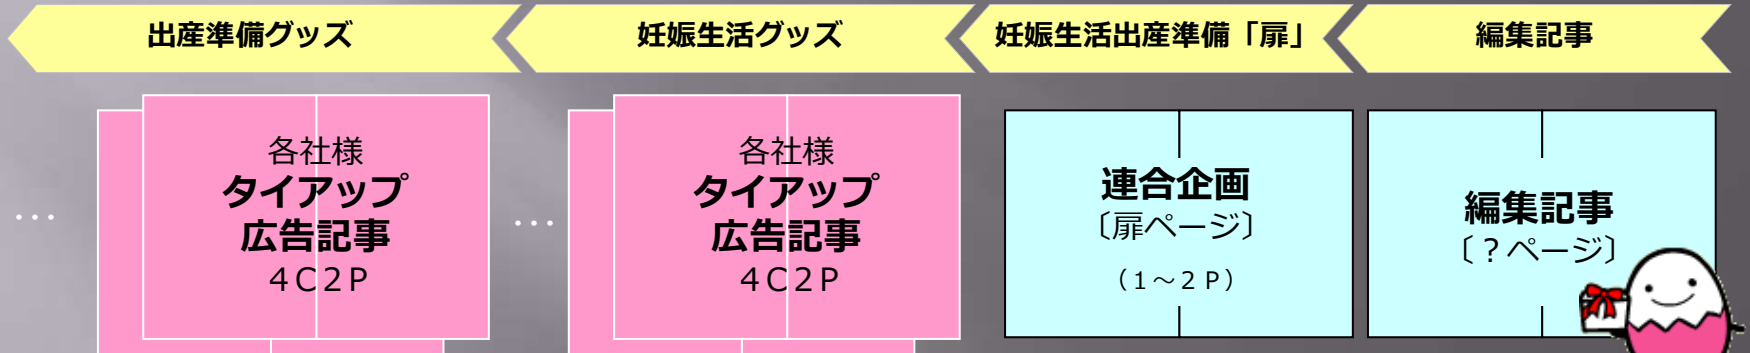 出産準備グッズ
妊娠生活グッズ
妊娠生活出産準備「扉」
編集記事
…
各社様
タイアップ
広告記事
４Ｃ２Ｐ
…
各社様
タイアップ
広告記事
４Ｃ２Ｐ
連合企画
〔扉ページ〕
（１～２Ｐ）
編集記事
〔？ページ〕